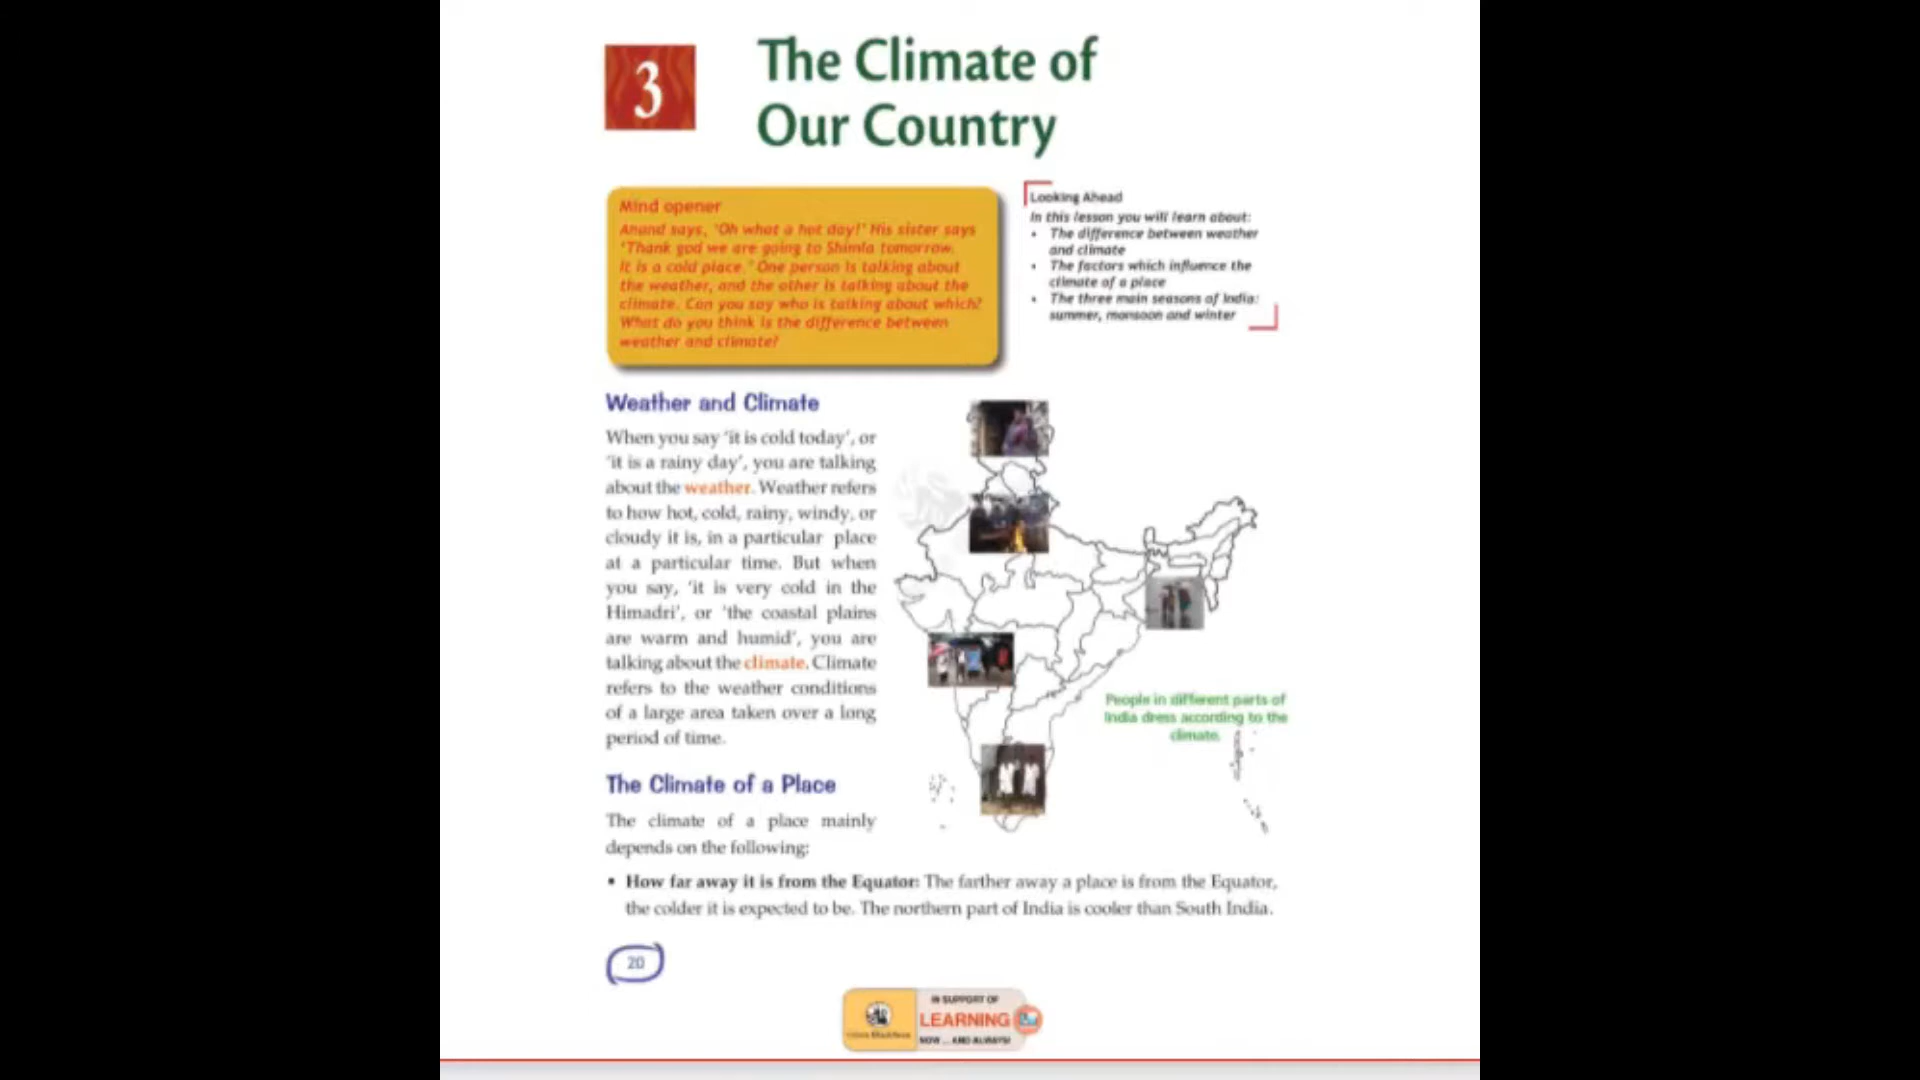 3
The Climate of
Our Country
Mind opener
Anand says, 'Oh what a hot day!' His sister says
'Thank god we are going to Shimla tomorrow.
It is a cold place.' One person is talking about
the weather, and the other is talking about the
climate. Can you say who is talking about which?
What do you think is the difference between
weather and climate?
Looking Ahead
In this lesson you will learn about:
• The difference between weather
and climate
• The factors which influence the
climate of a place
• The three main seasons of India:
summer, monsoon and winter
Weather and Climate
When you say 'it is cold today', or
'it is a rainy day', you are talking
about the weather. Weather refers
to how hot, cold, rainy, windy, or
cloudy it is, in a particular place
at a particular time. But when
you say, 'it is very cold in the
Himadri', or 'the coastal plains
are warm and humid', you are
talking about the climate. Climate
refers to the weather conditions
of a large area taken over a long
period of time.
People in different parts of
India dress according to the
climate.
The Climate of a Place
The climate of a place mainly
depends on the following:
• How far away it is from the Equator: The farther away a place is from the Equator,
the colder it is expected to be. The northern part of India is cooler than South India.
20
IN SUPPORT OF
LEARNING
NOW ... AND ALWAYS!